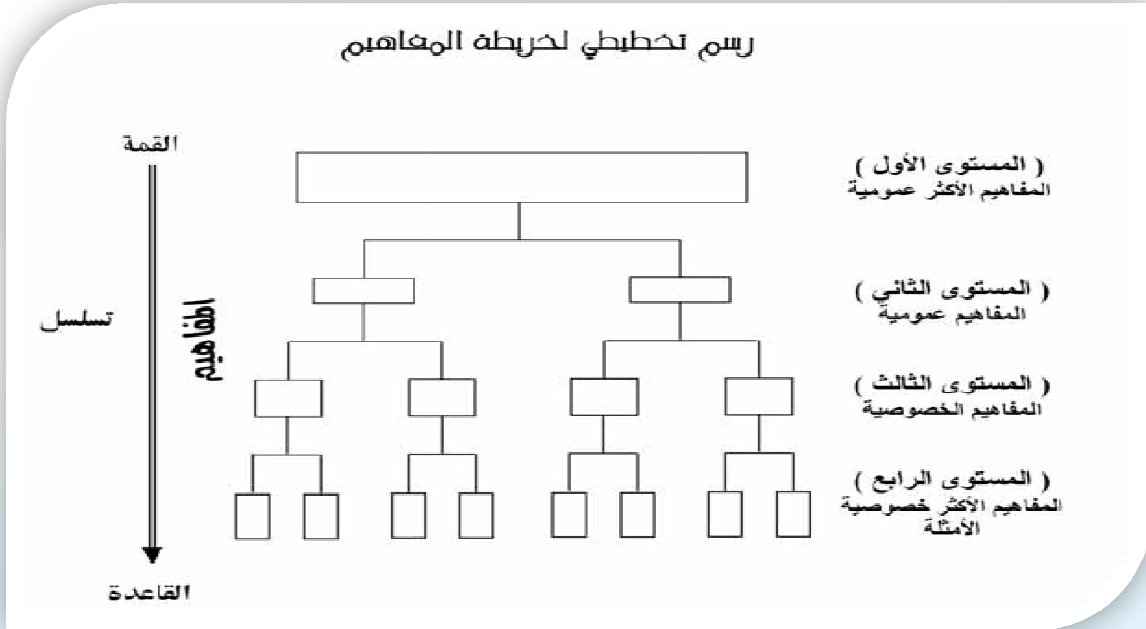 رسم تخطيطي لخريطة المفاهيم
القمة
( المستوى الأول )
المفاهيم الأكثر عمومية
( المستوى الثاني )
المفاهيم عمومية
تسلسل
المفاهيم
( المستوى الثالث )
المفاهيم الخصوصية
( المستوى الرابع )
المفاهيم الأكثر خصوصية
الأمثلة
القاعدة